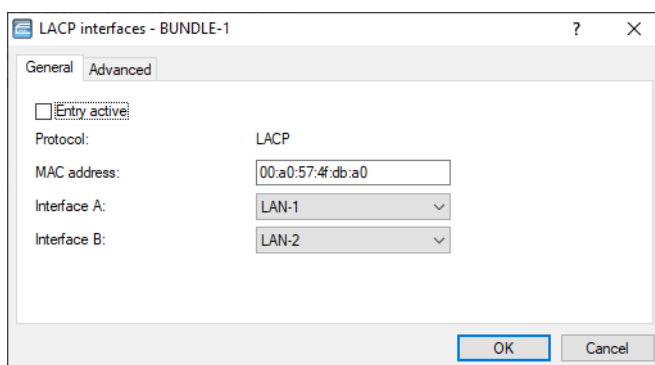 LACP interfaces - BUNDLE-1 ?
General Advanced
Entry active
Protocol: LACP
MAC address: 00:a0:57:4f:db:a0
Interface A: LAN-1
Interface B: LAN-2
OK Cancel